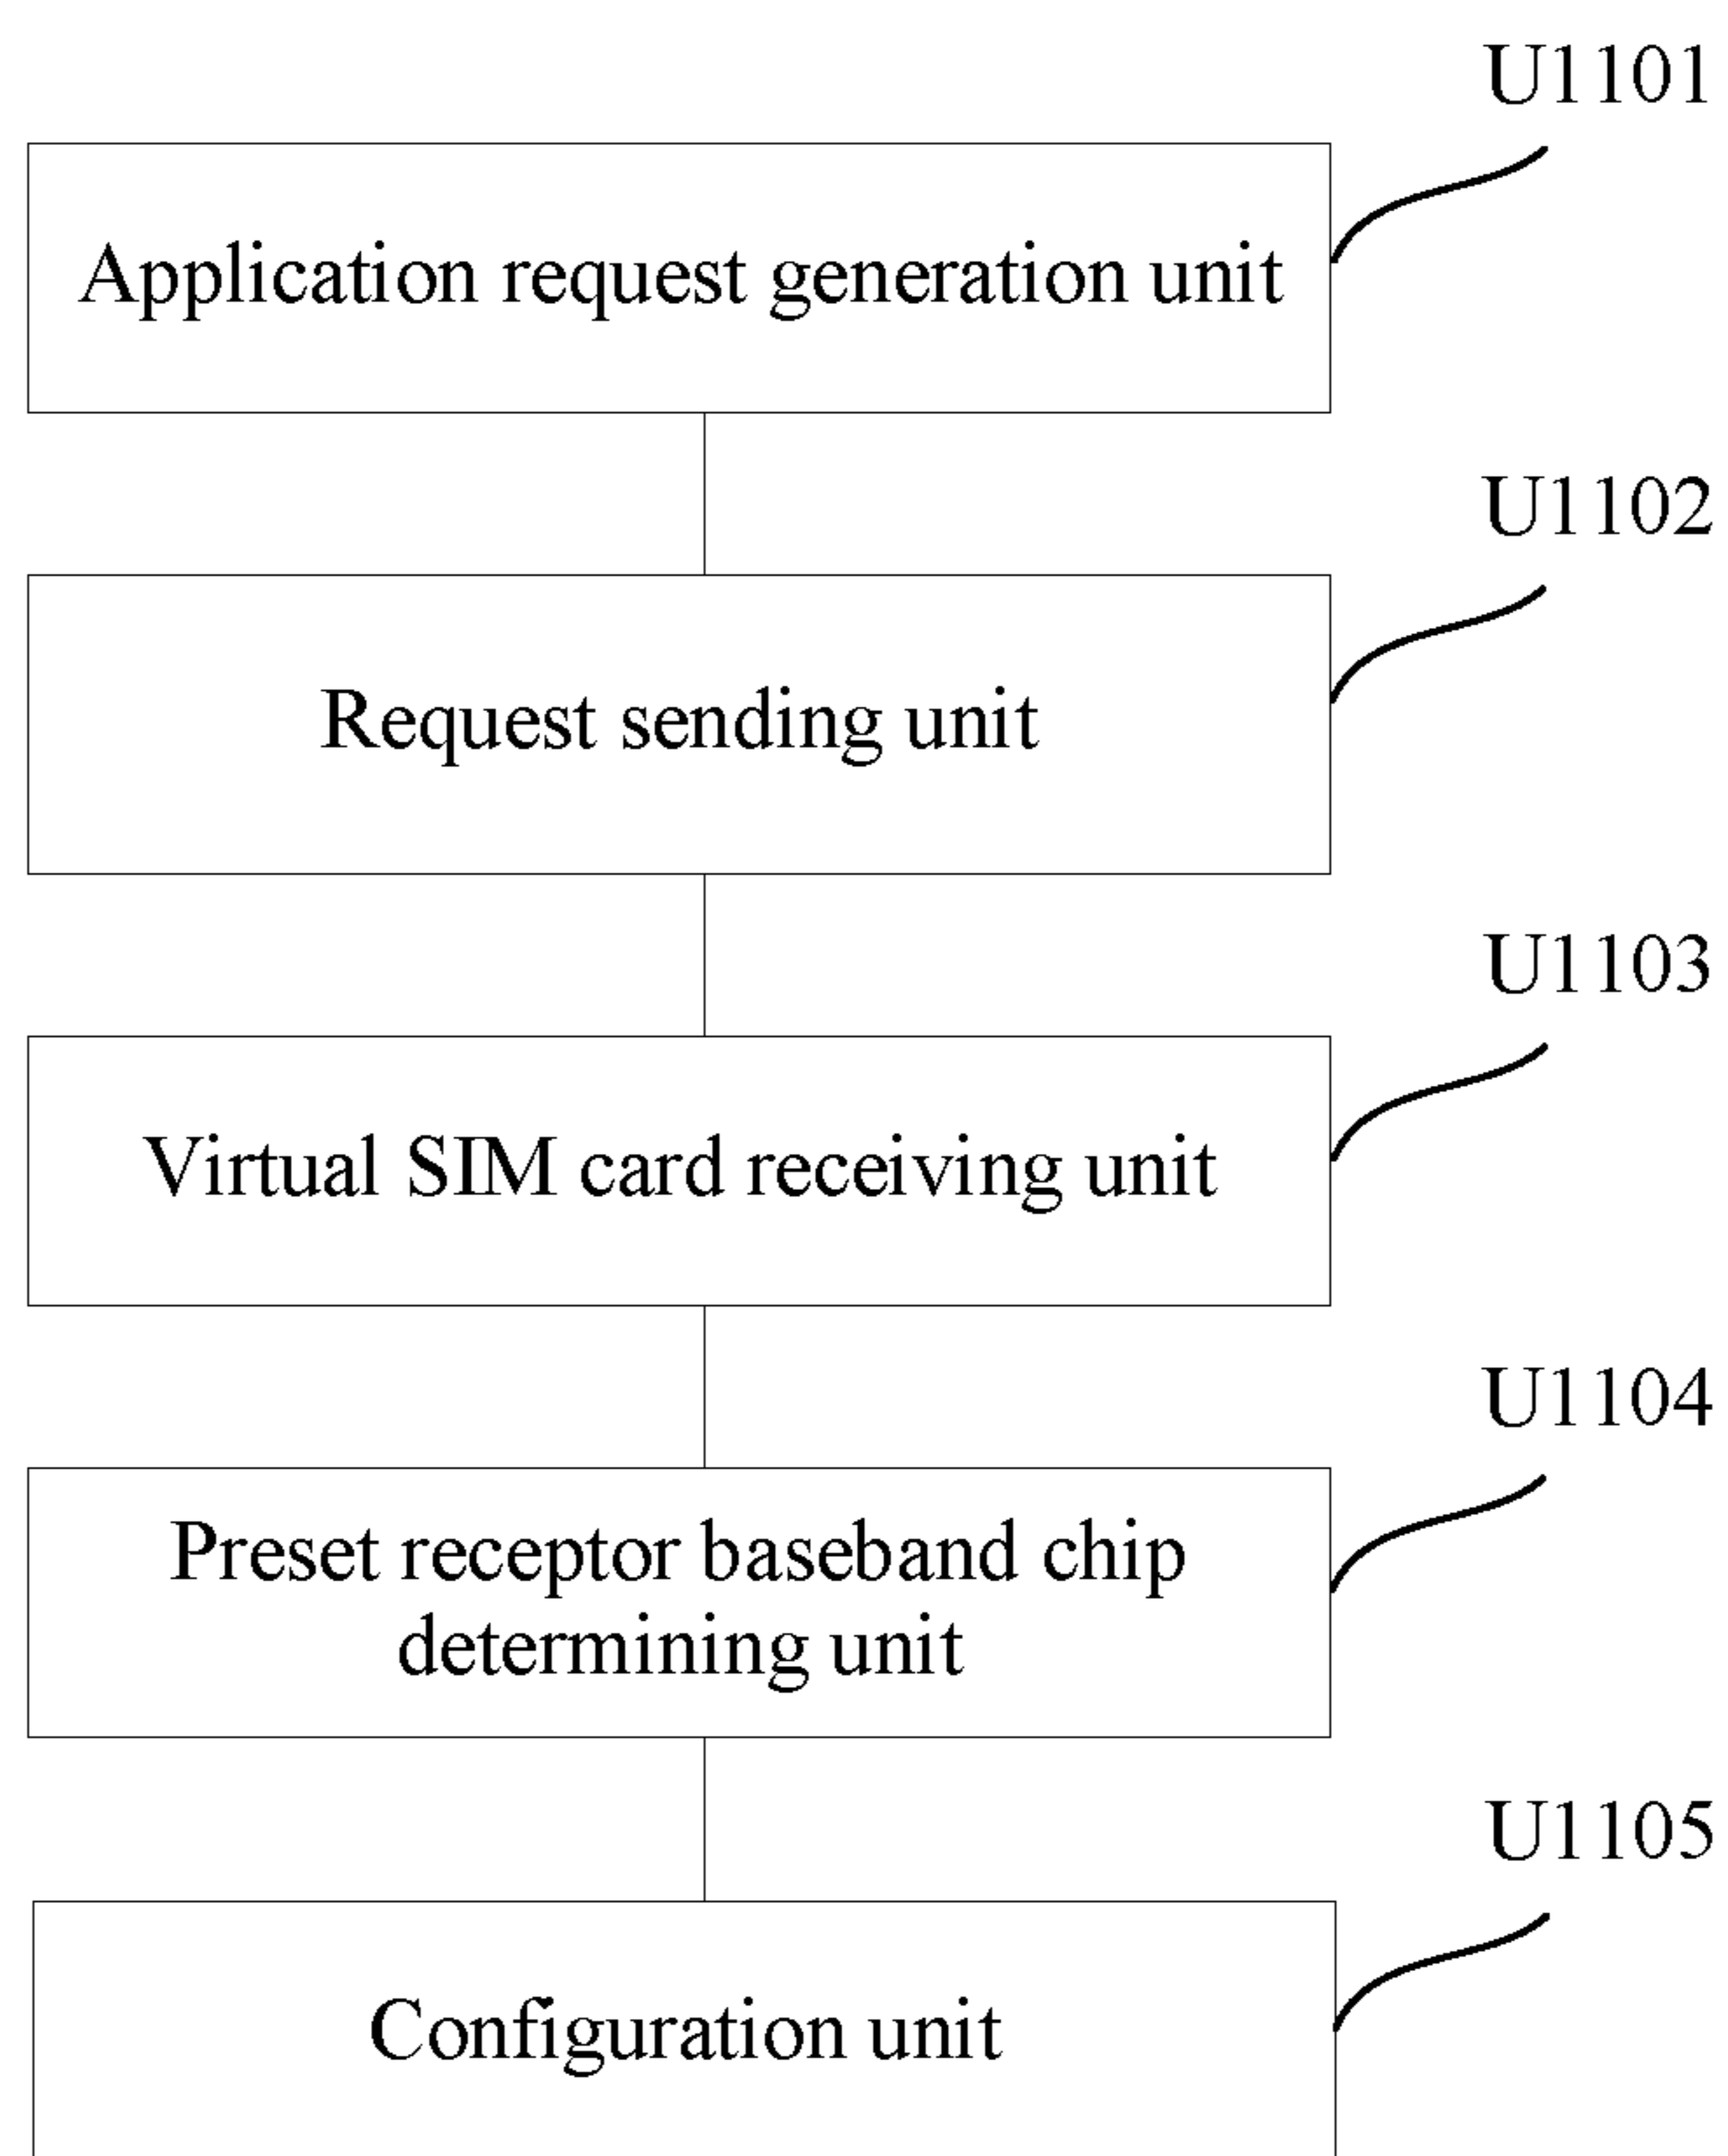 U1101
Application request generation unit
U1102
Request sending unit
U1103
Virtual SIM card receiving unit
U1104
Preset receptor baseband chip
determining unit
U1105
Configuration unit